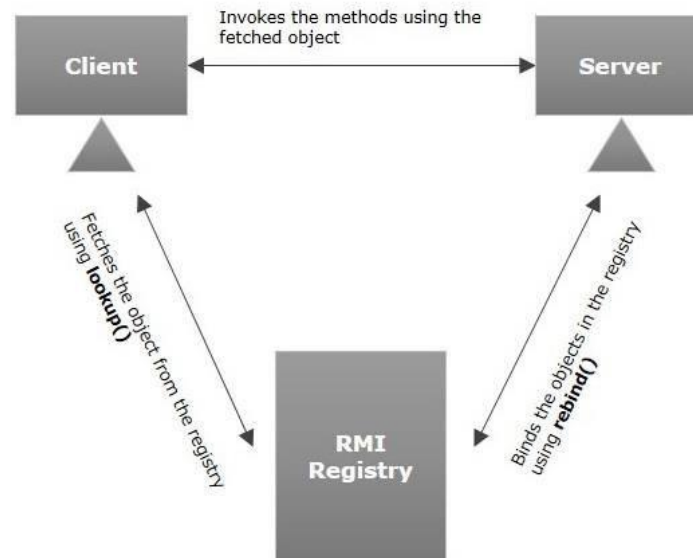 Invokes the methods using the
fetched object
Client
Server
Fetches the object from the registry
using lookup()
Binds the objects in the registry
using rebind()
RMI
Registry